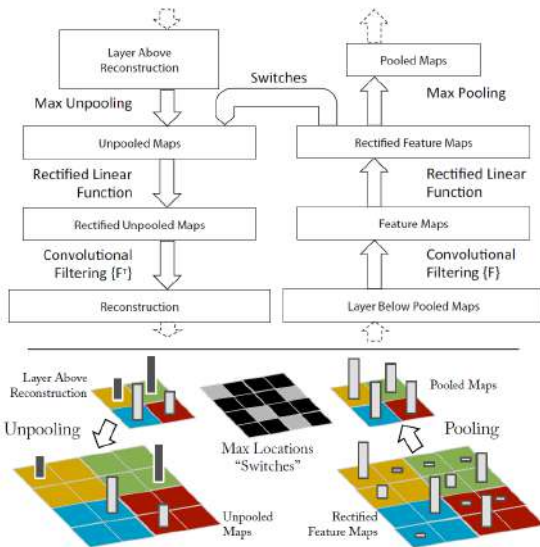 Layer Above
Reconstruction
Pooled Maps
Switches
Max Unpooling
Max Pooling
Unpooled Maps
Rectified Feature Maps
Rectified Linear
Function
Rectified Linear
Function
Rectified Unpooled Maps
Feature Maps
Convolutional
Filtering {Fᵀ}
Convolutional
Filtering {F}
Reconstruction
Layer Below Pooled Maps
Layer Above
Reconstruction
Pooled Maps
Unpooling
Max Locations
“Switches”
Pooling
Unpooled
Maps
Rectified
Feature Maps